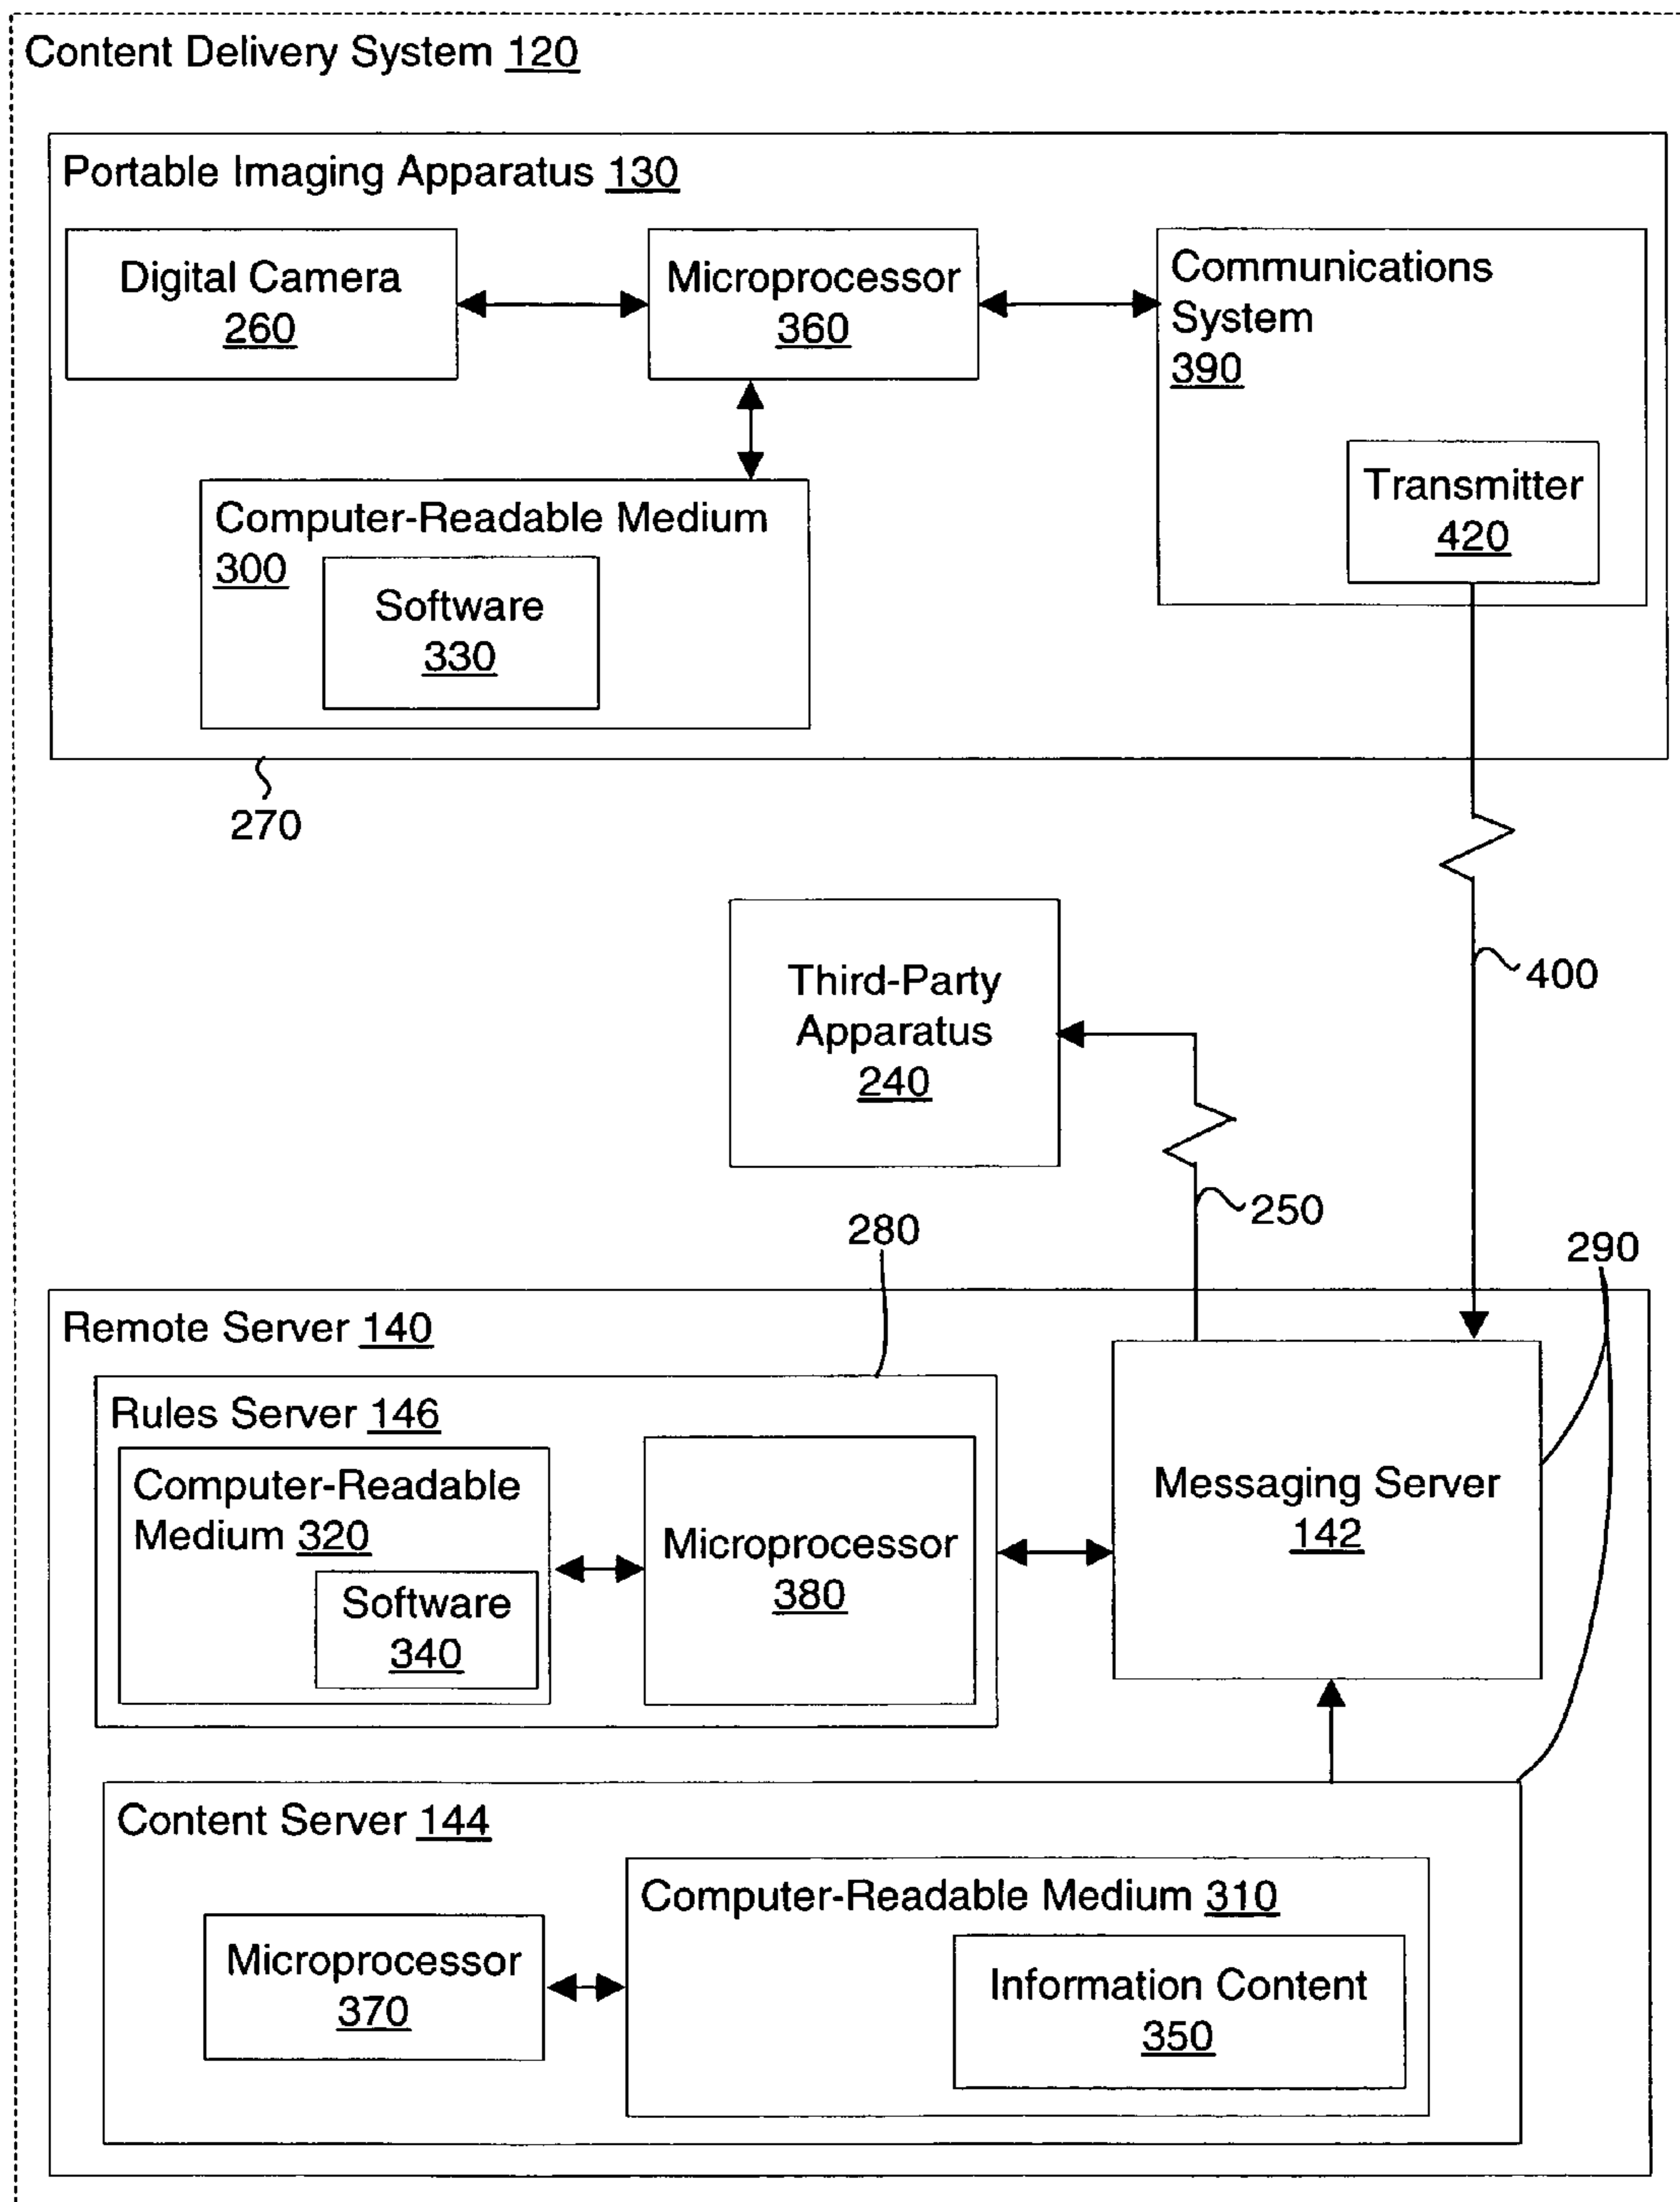 Content Delivery System 120
Portable Imaging Apparatus 130
Digital Camera
260
Microprocessor
360
Communications
System
390
Transmitter
420
Computer-Readable Medium
300
Software
330
270
400
Third-Party
Apparatus
240
250
280
290
Remote Server 140
Rules Server 146
Computer-Readable
Medium 320
Software
340
Microprocessor
380
Messaging Server
142
Content Server 144
Microprocessor
370
Computer-Readable Medium 310
Information Content
350